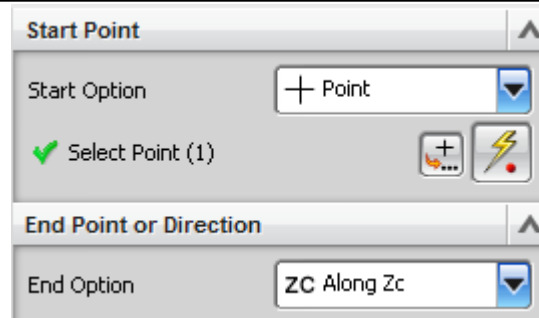 Start Point
Start Option Point
Select Point (1)
End Point or Direction
End Option ZC Along Zc